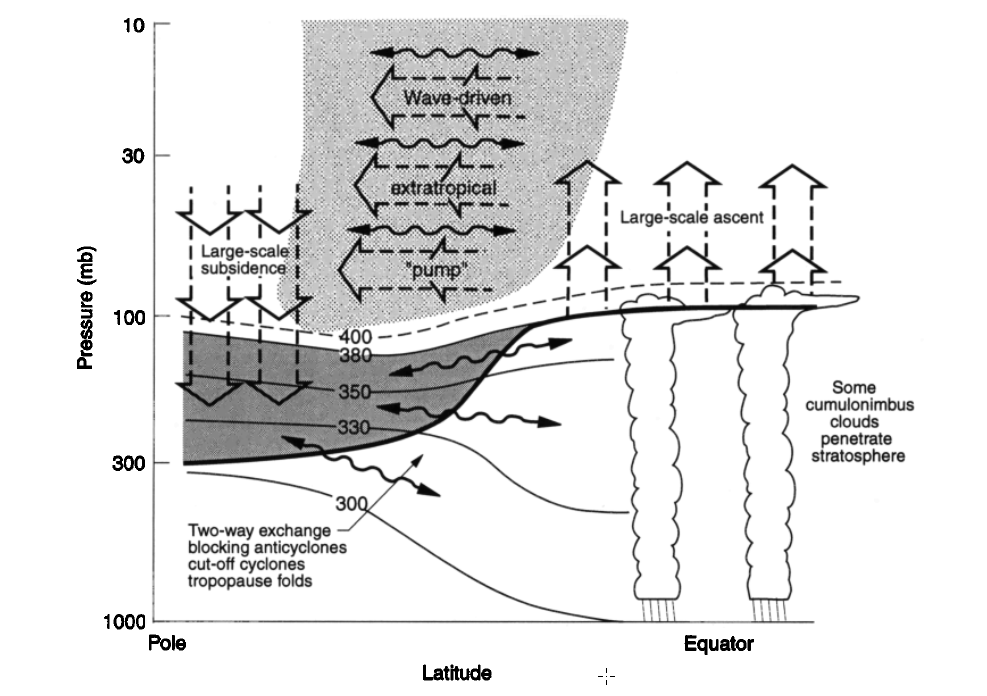 10
Wave-driven
30
extratropical
Large-scale ascent
Large-scale
subsidence
"pump"
Pressure (mb)
100
400
380
350
330
Some
cumulonimbus
clouds
penetrate
stratosphere
300
300
Two-way exchange
blocking anticyclones
cut-off cyclones
tropopause folds
1000
Pole
Equator
Latitude